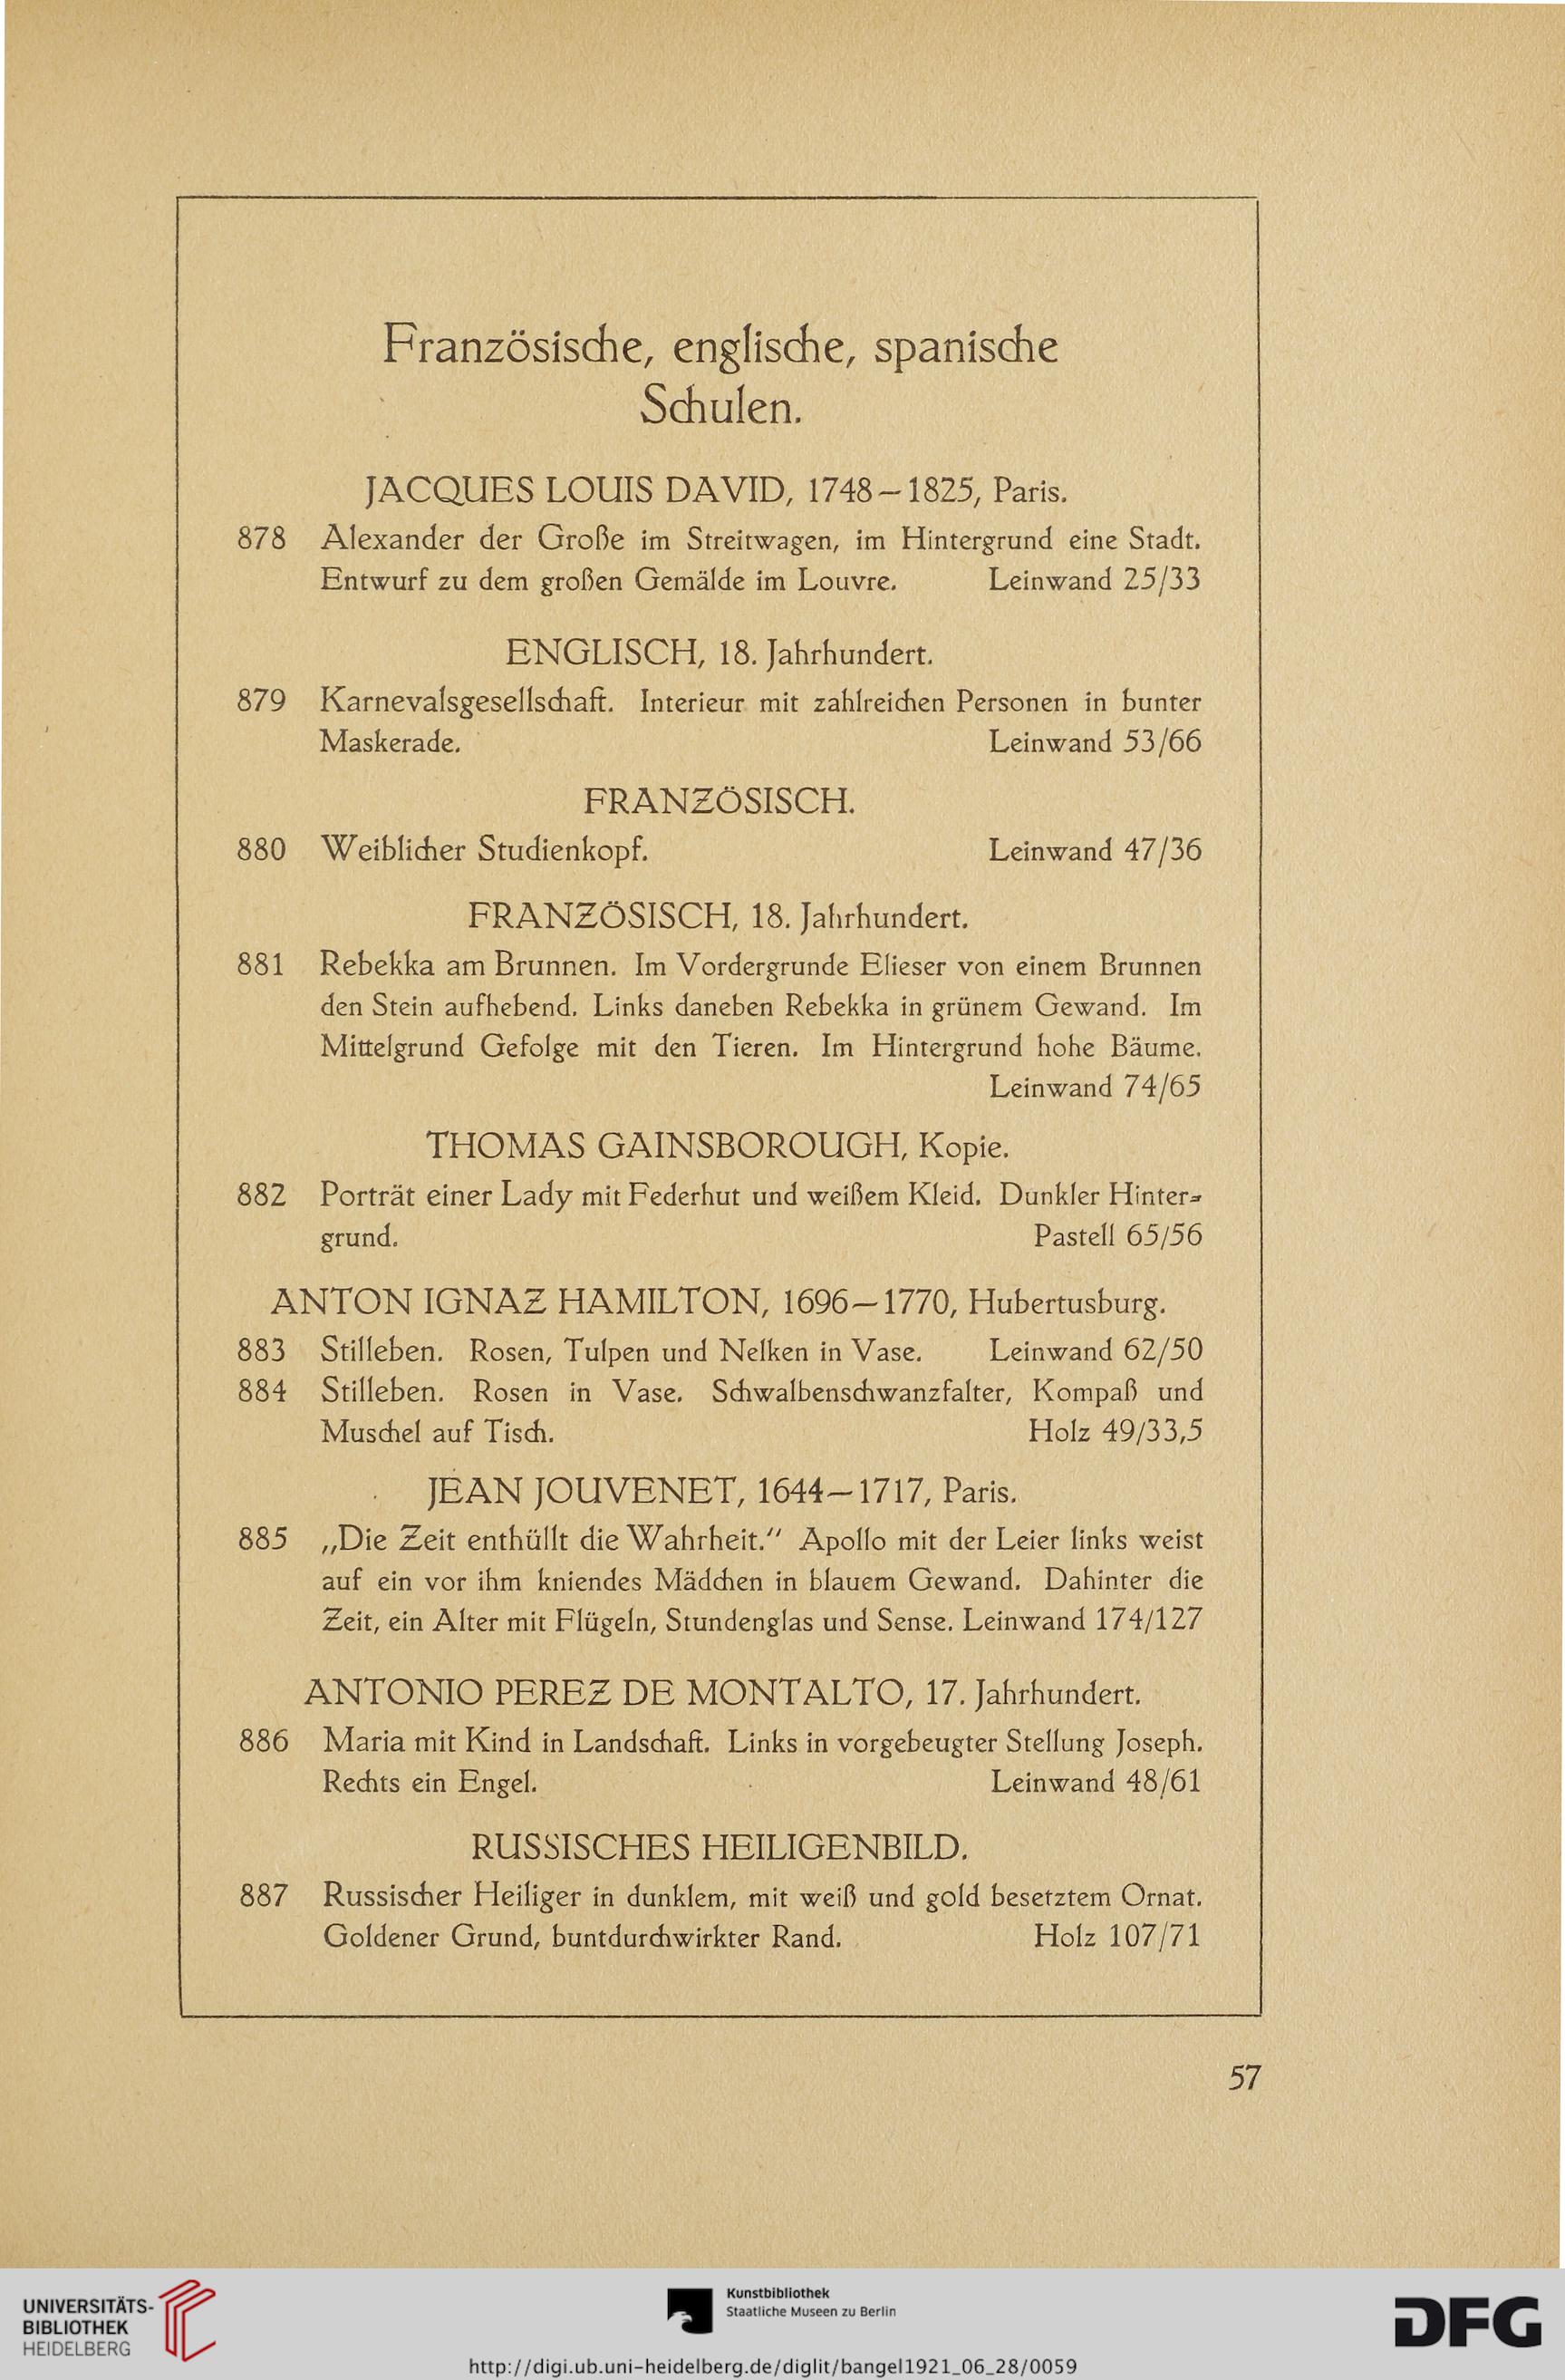 Französische, englische, spanische
Schulen.
JACQUES LOUIS DAVID, 1748–1825, Paris.
878 Alexander der Große im Streitwagen, im Hintergrund eine Stadt.
Entwurf zu dem großen Gemälde im Louvre. Leinwand 25/33
ENGLISCH, 18. Jahrhundert.
879 Karnevalsgesellschaft. Interieur mit zahlreichen Personen in bunter
Maskerade. Leinwand 53/66
FRANZÖSISCH.
880 Weiblicher Studienkopf. Leinwand 47/36
FRANZÖSISCH, 18. Jahrhundert.
881 Rebekka am Brunnen. Im Vordergrunde Elieser von einem Brunnen
den Stein aufhebend. Links daneben Rebekka in grünem Gewand. Im
Mittelgrund Gefolge mit den Tieren. Im Hintergrund hohe Bäume.
Leinwand 74/65
THOMAS GAINSBOROUGH, Kopie.
882 Porträt einer Lady mit Federhut und weißem Kleid. Dunkler Hinter-
grund. Pastell 65/56
ANTON IGNAZ HAMILTON, 1696–1770, Hubertusburg.
883 Stilleben. Rosen, Tulpen und Nelken in Vase. Leinwand 62/50
884 Stilleben. Rosen in Vase. Schwalbenschwanzfalter, Kompaß und
Muschel auf Tisch. Holz 49/33,5
JEAN JOUVENET, 1644–1717, Paris.
885 „Die Zeit enthüllt die Wahrheit." Apollo mit der Leier links weist
auf ein vor ihm kniendes Mädchen in blauem Gewand. Dahinter die
Zeit, ein Alter mit Flügeln, Stundenglas und Sense. Leinwand 174/127
ANTONIO PEREZ DE MONTALTO, 17. Jahrhundert.
886 Maria mit Kind in Landschaft. Links in vorgebeugter Stellung Joseph.
Rechts ein Engel. Leinwand 48/61
RUSSISCHES HEILIGENBILD.
887 Russischer Heiliger in dunklem, mit weiß und gold besetztem Ornat.
Goldener Grund, buntdurchwirkter Rand. Holz 107/71
57
UNIVERSITÄTS-
BIBLIOTHEK
HEIDELBERG
Kunstbibliothek
Staatliche Museen zu Berlin
DFG
http://digi.ub.uni-heidelberg.de/diglit/bangel1921_06_28/0059